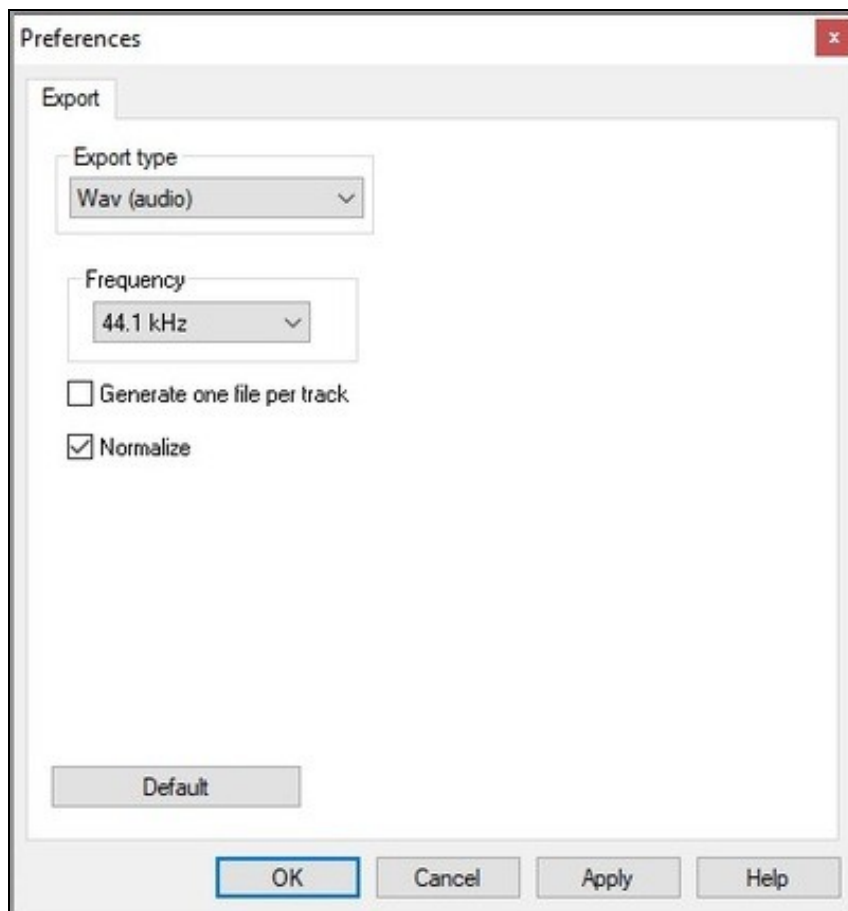 Preferences
Export
Export type
Wav (audio)
Frequency
44.1 kHz
Generate one file per track
Normalize
Default
OK Cancel Apply Help